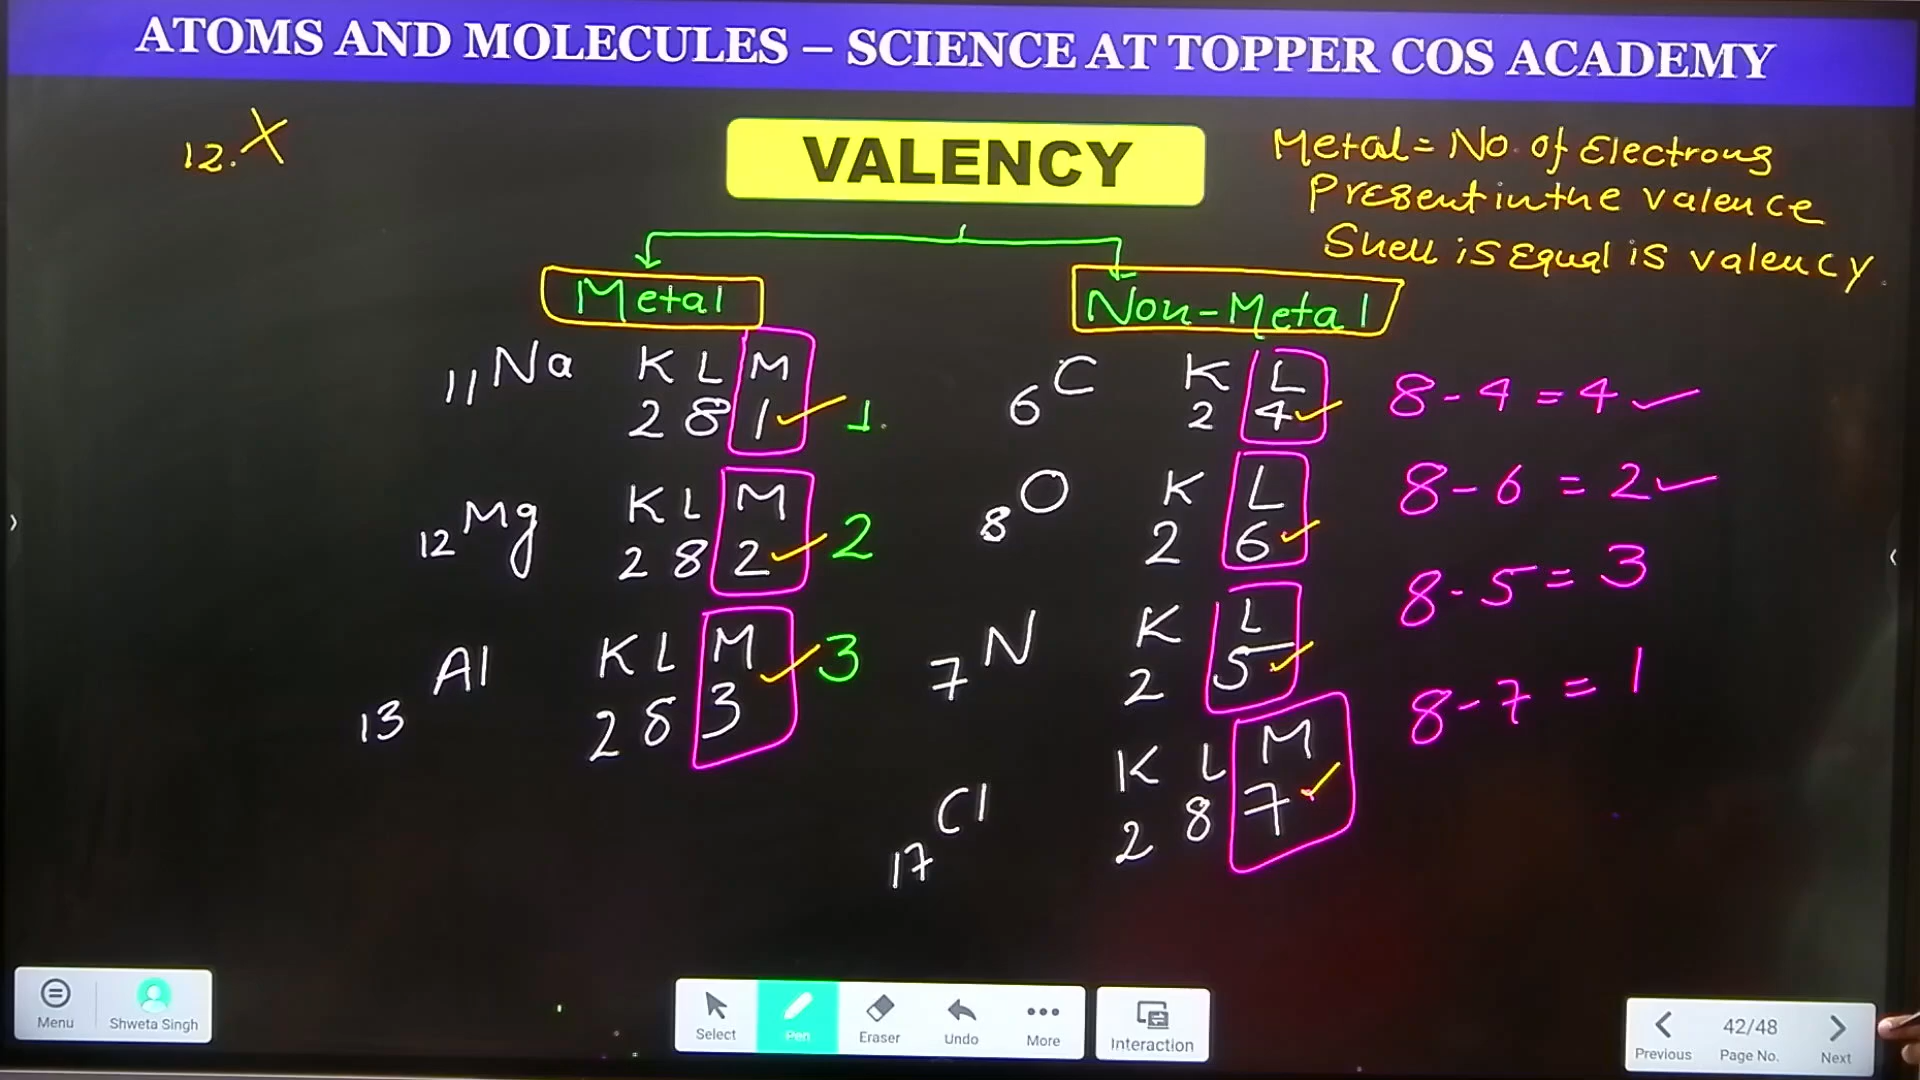 ATOMS AND MOLECULES – SCIENCE AT TOPPER COS ACADEMY
12.X
VALENCY
Metal = No. of Electrons
Present in the valence
Shell is Equal is valency.
Metal
Non-Metal
11Na K L M
2 8 1 1.
12Mg K L M
2 8 2 2
13 Al K L M
2 8 3 3
6C K L
2 4 8-4=4
8O K L
2 6 8-6=2
7N K L
2 5 8-5=3
17 Cl K L M
2 8 7 8-7=1
Menu
Shweta Singh
Select
Pen
Eraser
Undo
More
Interaction
Previous
42/48
Page No.
Next